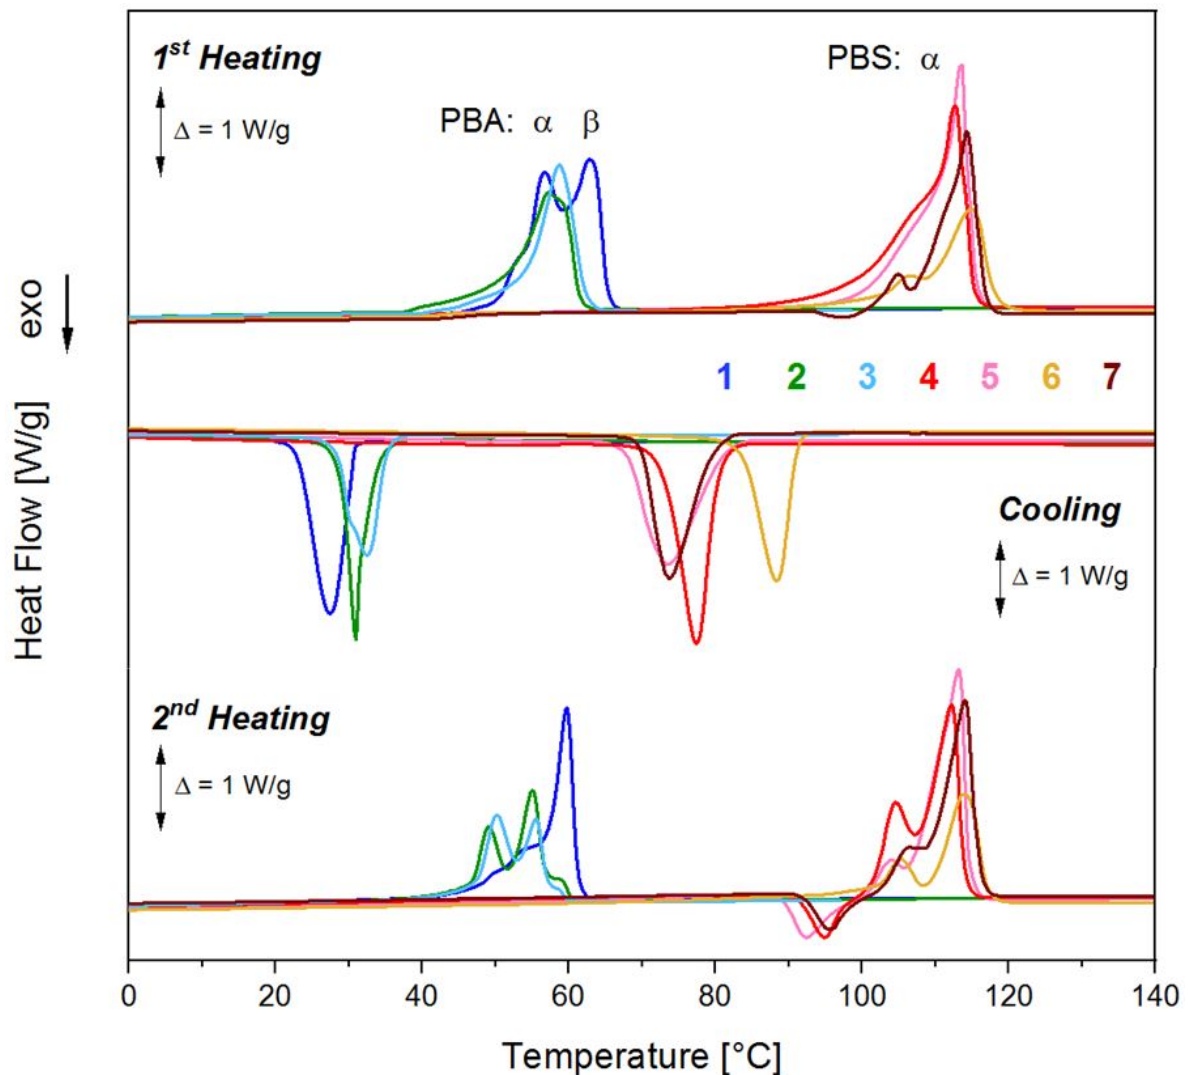 1st Heating
Δ = 1 W/g
PBA: α β
PBS: α
exo
Heat Flow [W/g]
1 2 3 4 5 6 7
Cooling
Δ = 1 W/g
2nd Heating
Δ = 1 W/g
0 20 40 60 80 100 120 140
Temperature [°C]